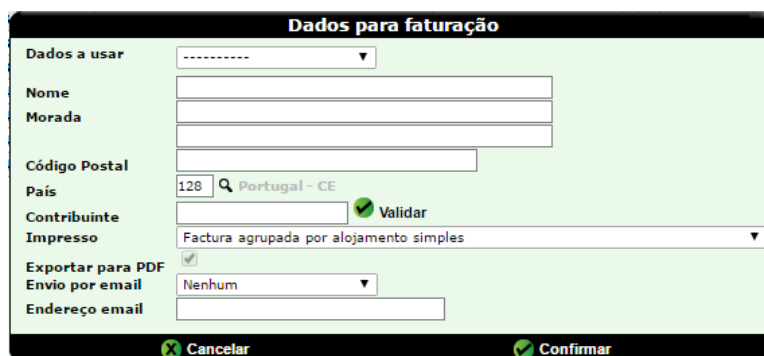 Dados para faturação
Dados a usar ----------
Nome
Morada
Código Postal
País 128 Portugal - CE
Contribuinte Validar
Impresso Factura agrupada por alojamento simples
Exportar para PDF
Envio por email Nenhum
Endereço email
Cancelar Confirmar